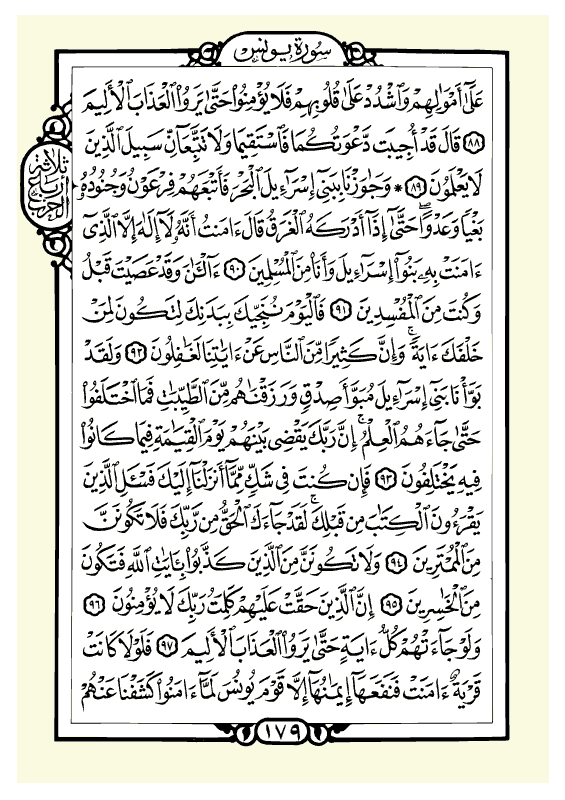 سورة يونس
عَلَىٰٓ أَمْوَٰلِهِمْ وَٱشْدُدْ عَلَىٰ قُلُوبِهِمْ فَلَا يُؤْمِنُوا۟ حَتَّىٰ يَرَوُا۟ ٱلْعَذَابَ ٱلْأَلِيمَ
٨٨ قَالَ قَدْ أُجِيبَت دَّعْوَتُكُمَا فَٱسْتَقِيمَا وَلَا تَتَّبِعَآنِّ سَبِيلَ ٱلَّذِينَ
لَا يَعْلَمُونَ ٨٩ * وَجَٰوَزْنَا بِبَنِىٓ إِسْرَٰٓءِيلَ ٱلْبَحْرَ فَأَتْبَعَهُمْ فِرْعَوْنُ وَجُنُودُهُۥ
ثلاثة أرباع الحزب
بَغْيًا وَعَدْوًا ۖ حَتَّىٰٓ إِذَآ أَدْرَكَهُ ٱلْغَرَقُ قَالَ ءَامَنتُ أَنَّهُۥ لَآ إِلَٰهَ إِلَّا ٱلَّذِىٓ
ءَامَنَتْ بِهِۦ بَنُوٓا۟ إِسْرَٰٓءِيلَ وَأَنَا۠ مِنَ ٱلْمُسْلِمِينَ ٩٠ ءَآلْـَٰٔنَ وَقَدْ عَصَيْتَ قَبْلُ
وَكُنتَ مِنَ ٱلْمُفْسِدِينَ ٩١ فَٱلْيَوْمَ نُنَجِّيكَ بِبَدَنِكَ لِتَكُونَ لِمَنْ
خَلْفَكَ ءَايَةً ۚ وَإِنَّ كَثِيرًا مِّنَ ٱلنَّاسِ عَنْ ءَايَٰتِنَا لَغَٰفِلُونَ ٩٢ وَلَقَدْ
بَوَّأْنَا بَنِىٓ إِسْرَٰٓءِيلَ مُبَوَّأَ صِدْقٍ وَرَزَقْنَٰهُم مِّنَ ٱلطَّيِّبَٰتِ فَمَا ٱخْتَلَفُوا۟
حَتَّىٰ جَآءَهُمُ ٱلْعِلْمُ ۚ إِنَّ رَبَّكَ يَقْضِى بَيْنَهُمْ يَوْمَ ٱلْقِيَٰمَةِ فِيمَا كَانُوا۟
فِيهِ يَخْتَلِفُونَ ٩٣ فَإِن كُنتَ فِى شَكٍّ مِّمَّآ أَنزَلْنَآ إِلَيْكَ فَسْـَٔلِ ٱلَّذِينَ
يَقْرَءُونَ ٱلْكِتَٰبَ مِن قَبْلِكَ ۚ لَقَدْ جَآءَكَ ٱلْحَقُّ مِن رَّبِّكَ فَلَا تَكُونَنَّ
مِنَ ٱلْمُمْتَرِينَ ٩٤ وَلَا تَكُونَنَّ مِنَ ٱلَّذِينَ كَذَّبُوا۟ بِـَٔايَٰتِ ٱللَّهِ فَتَكُونَ
مِنَ ٱلْخَٰسِرِينَ ٩٥ إِنَّ ٱلَّذِينَ حَقَّتْ عَلَيْهِمْ كَلِمَتُ رَبِّكَ لَا يُؤْمِنُونَ ٩٦
وَلَوْ جَآءَتْهُمْ كُلُّ ءَايَةٍ حَتَّىٰ يَرَوُا۟ ٱلْعَذَابَ ٱلْأَلِيمَ ٩٧ فَلَوْلَا كَانَتْ
قَرْيَةٌ ءَامَنَتْ فَنَفَعَهَآ إِيمَٰنُهَآ إِلَّا قَوْمَ يُونُسَ لَمَّآ ءَامَنُوا۟ كَشَفْنَا عَنْهُمْ
١٧٩